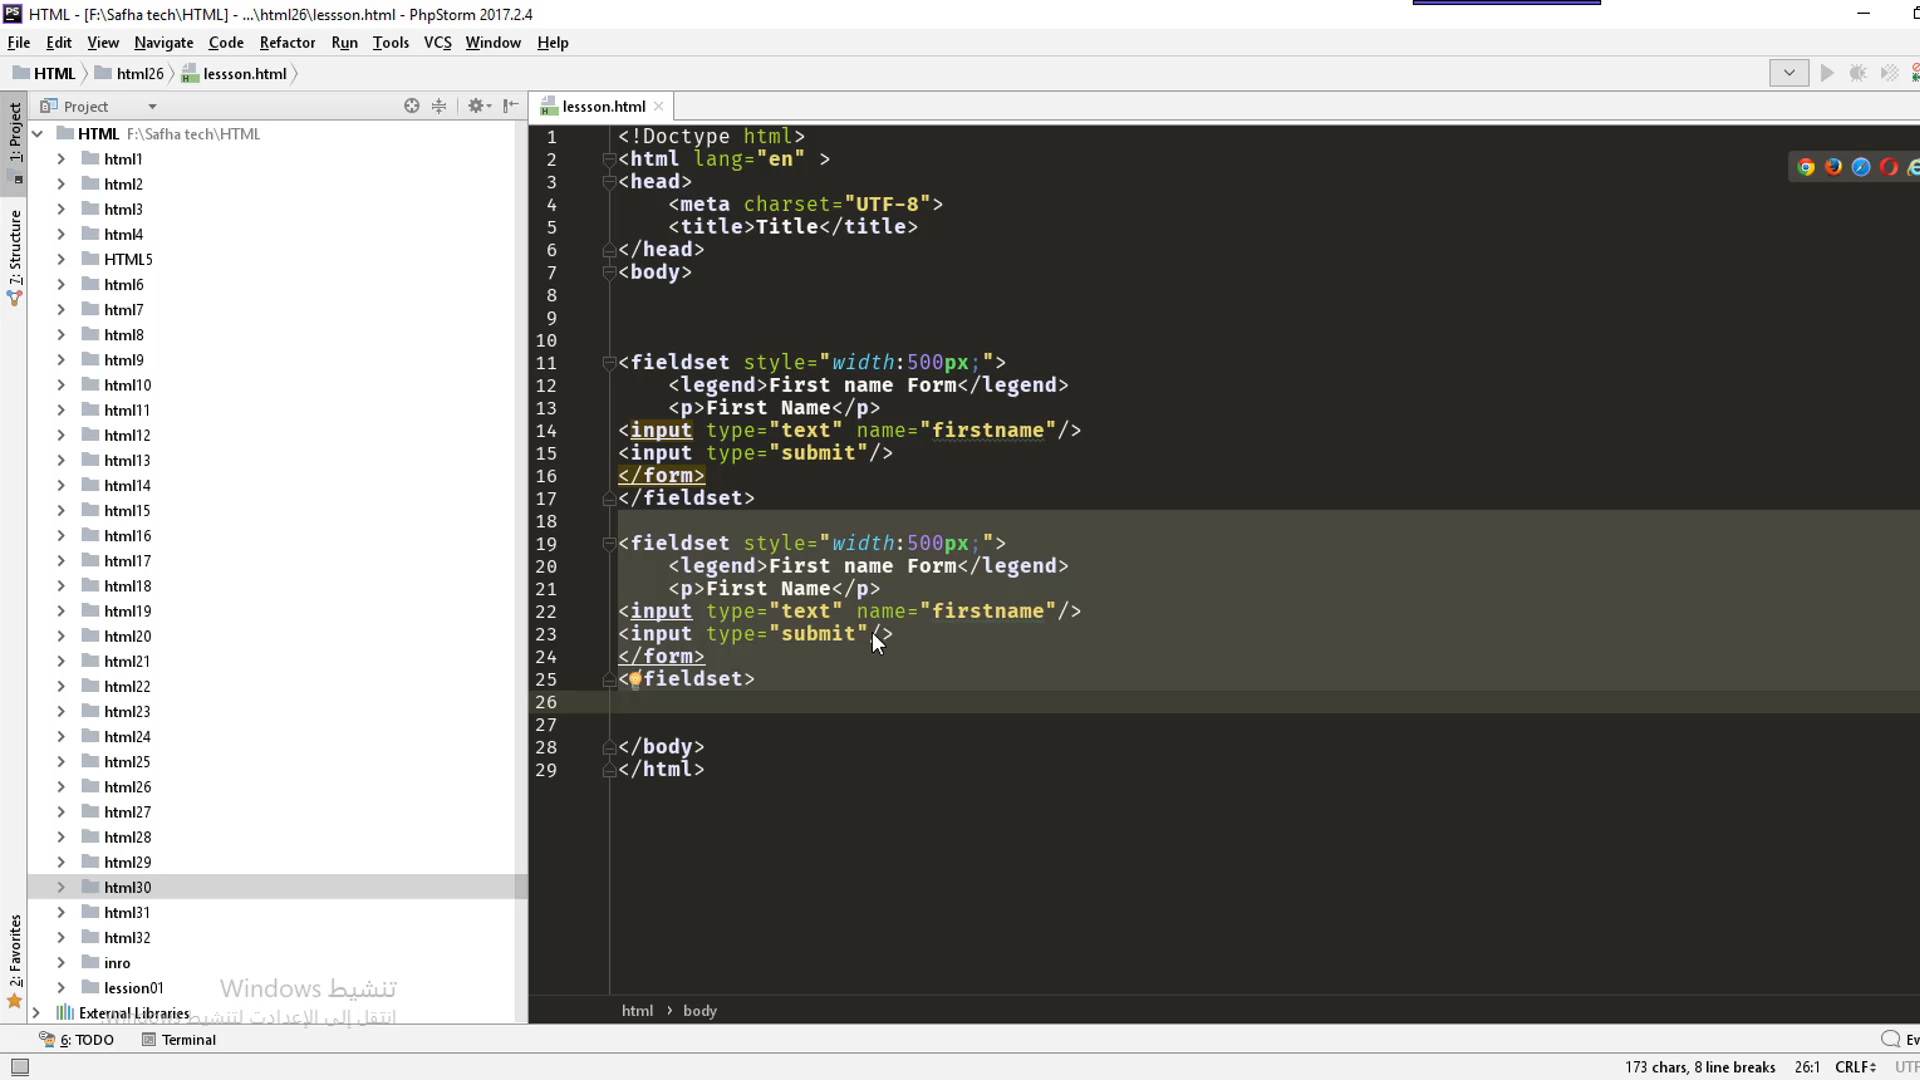 HTML - [F:\Safha tech\HTML] - ...\html26\lessson.html - PhpStorm 2017.2.4
File Edit View Navigate Code Refactor Run Tools VCS Window Help
HTML html26 lessson.html
Project
lessson.html
1: Project
7: Structure
2: Favorites
HTML F:\Safha tech\HTML
html1
html2
html3
html4
HTML5
html6
html7
html8
html9
html10
html11
html12
html13
html14
html15
html16
html17
html18
html19
html20
html21
html22
html23
html24
html25
html26
html27
html28
html29
html30
html31
html32
inro
lession01
External Libraries
تنشيط Windows
انتقل إلى الإعدادت لتنشيط Windows.
1 <!Doctype html>
2 <html lang="en" >
3 <head>
4 <meta charset="UTF-8">
5 <title>Title</title>
6 </head>
7 <body>
8
9
10
11 <fieldset style="width:500px;">
12 <legend>First name Form</legend>
13 <p>First Name</p>
14 <input type="text" name="firstname"/>
15 <input type="submit"/>
16 </form>
17 </fieldset>
18
19 <fieldset style="width:500px;">
20 <legend>First name Form</legend>
21 <p>First Name</p>
22 <input type="text" name="firstname"/>
23 <input type="submit"/>
24 </form>
25 < fieldset>
26
27
28 </body>
29 </html>
html › body
6: TODO Terminal
Ev
173 chars, 8 line breaks 26:1 CRLF UTF